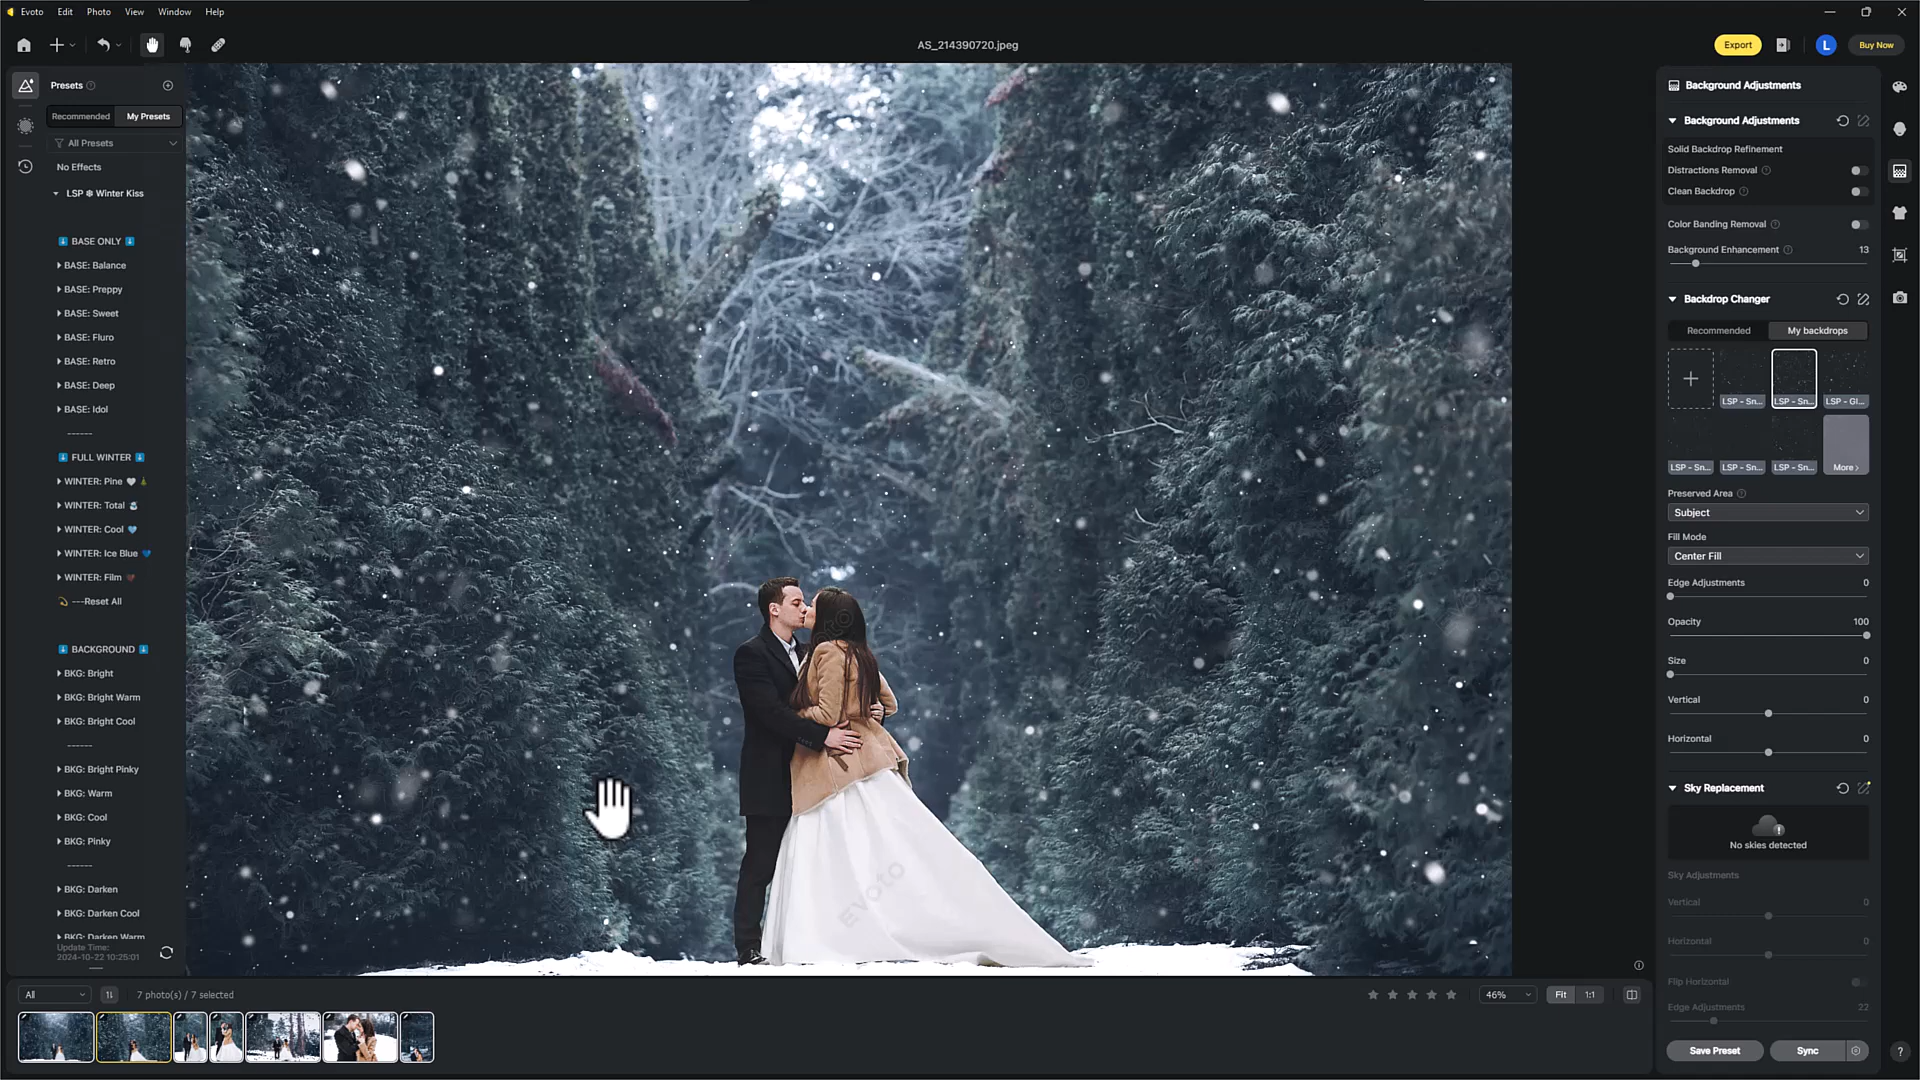 Evoto Edit Photo View Window Help
AS_214390720.jpeg
Export
L
Buy Now
Presets
Recommended My Presets
All Presets
No Effects
LSP ❄ Winter Kiss
⬇ BASE ONLY ⬇
BASE: Balance
BASE: Preppy
BASE: Sweet
BASE: Fluro
BASE: Retro
BASE: Deep
BASE: Idol
------
⬇ FULL WINTER ⬇
WINTER: Pine 🤍🎄
WINTER: Total ⛄
WINTER: Cool 🩵
WINTER: Ice Blue 💙
WINTER: Film 🤎
💫 ---Reset All
⬇ BACKGROUND ⬇
BKG: Bright
BKG: Bright Warm
BKG: Bright Cool
------
BKG: Bright Pinky
BKG: Warm
BKG: Cool
BKG: Pinky
------
BKG: Darken
BKG: Darken Cool
BKG: Darken Warm
Update Time:
2024-10-22 10:25:01
Evoto
All
7 photo(s) / 7 selected
46%
Fit 1:1
Background Adjustments
Background Adjustments
Solid Backdrop Refinement
Distractions Removal
Clean Backdrop
Color Banding Removal
Background Enhancement 13
Backdrop Changer
Recommended My backdrops
LSP - Sn... LSP - Sn... LSP - Gl...
LSP - Sn... LSP - Sn... LSP - Sn... More >
Preserved Area
Subject
Fill Mode
Center Fill
Edge Adjustments 0
Opacity 100
Size 0
Vertical 0
Horizontal 0
Sky Replacement
No skies detected
Sky Adjustments
Vertical 0
Horizontal 0
Flip Horizontal
Edge Adjustments 22
Save Preset Sync